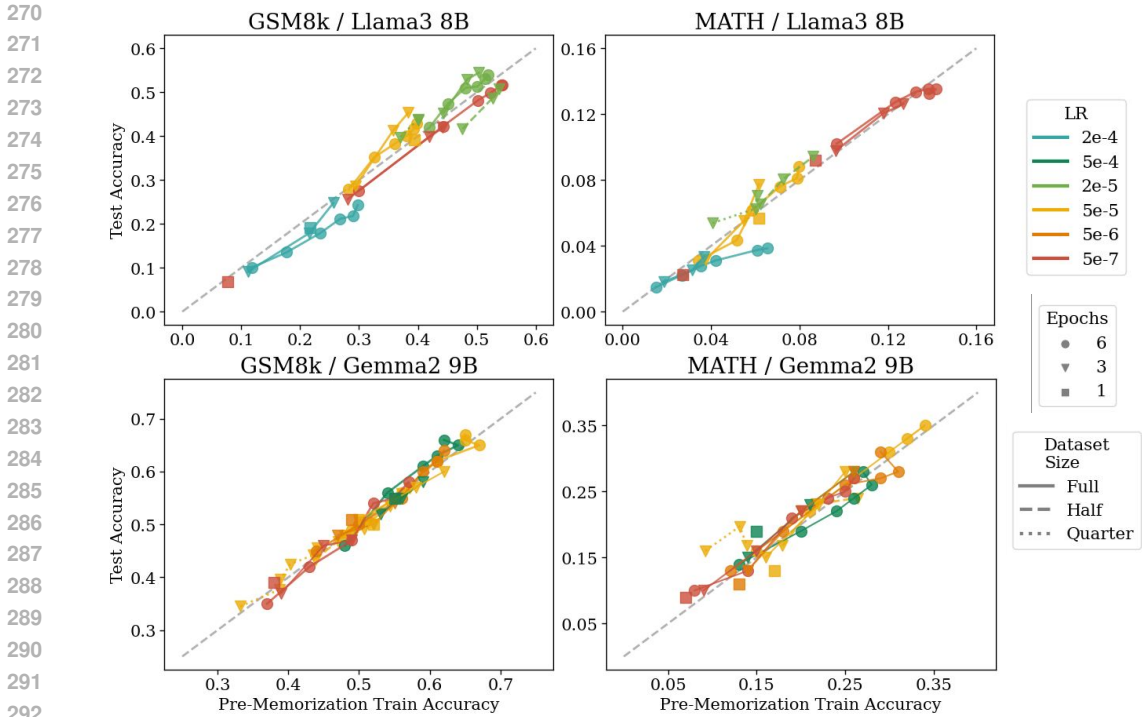 270
271
272
273
274
275
276
277
278
279
280
281
282
283
284
285
286
287
288
289
290
291
292
GSM8k / Llama3 8B
0.6
0.5
0.4
0.3
0.2
0.1
0.0
Test Accuracy
0.0 0.1 0.2 0.3 0.4 0.5 0.6
MATH / Llama3 8B
0.16
0.12
0.08
0.04
0.00
0.00 0.04 0.08 0.12 0.16
GSM8k / Gemma2 9B
0.7
0.6
0.5
0.4
0.3
Test Accuracy
0.3 0.4 0.5 0.6 0.7
Pre-Memorization Train Accuracy
MATH / Gemma2 9B
0.35
0.25
0.15
0.05
0.05 0.15 0.25 0.35
Pre-Memorization Train Accuracy
LR
2e-4
5e-4
2e-5
5e-5
5e-6
5e-7
Epochs
6
3
1
Dataset
Size
Full
Half
Quarter